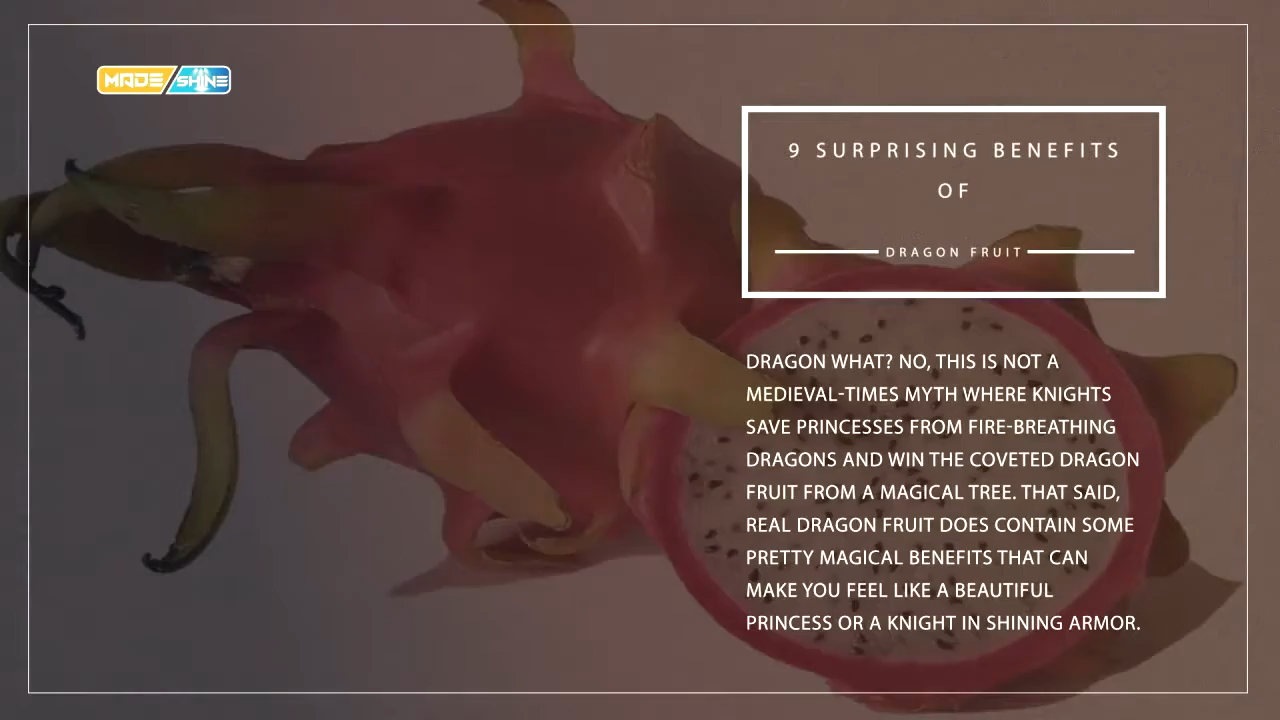 MADE SHINE
9 SURPRISING BENEFITS
OF
DRAGON FRUIT
DRAGON WHAT? NO, THIS IS NOT A
MEDIEVAL-TIMES MYTH WHERE KNIGHTS
SAVE PRINCESSES FROM FIRE-BREATHING
DRAGONS AND WIN THE COVETED DRAGON
FRUIT FROM A MAGICAL TREE. THAT SAID,
REAL DRAGON FRUIT DOES CONTAIN SOME
PRETTY MAGICAL BENEFITS THAT CAN
MAKE YOU FEEL LIKE A BEAUTIFUL
PRINCESS OR A KNIGHT IN SHINING ARMOR.